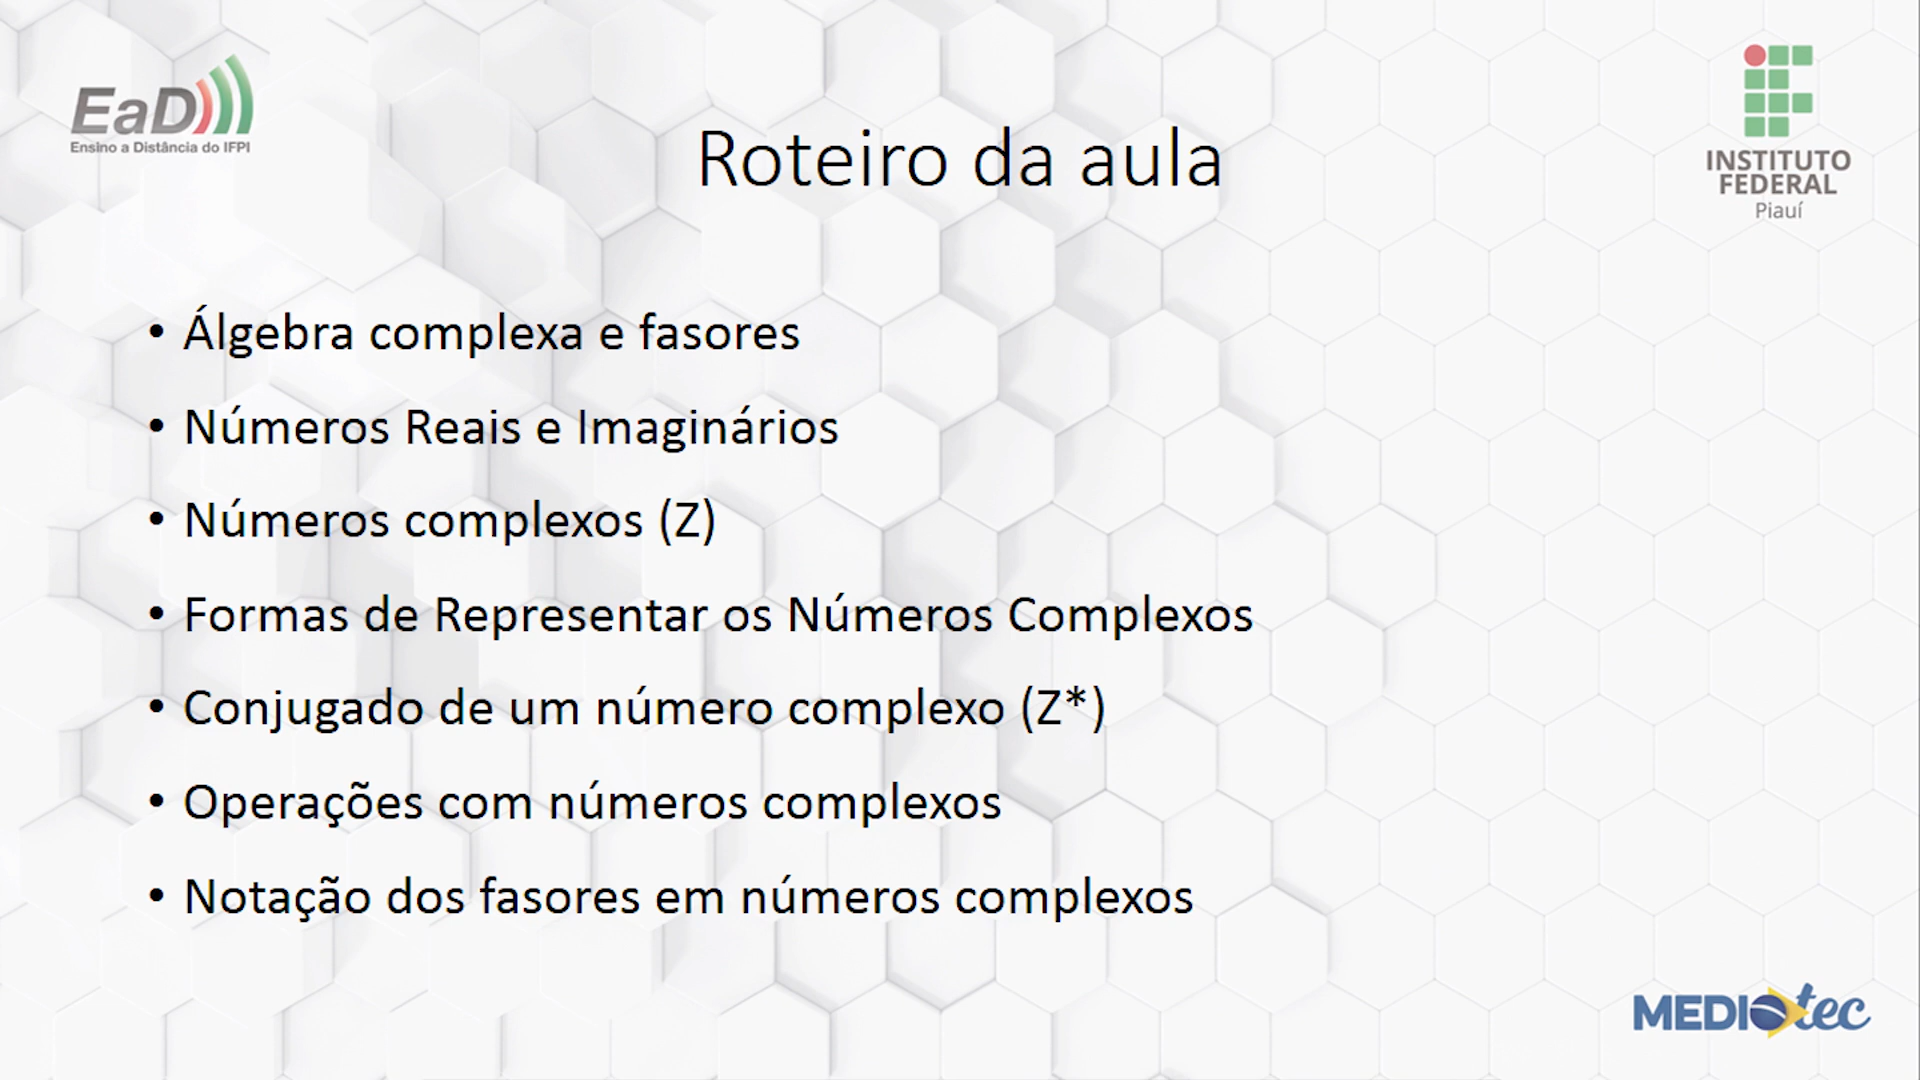 EaD
Ensino a Distância do IFPI
INSTITUTO
FEDERAL
Piauí
Roteiro da aula
• Álgebra complexa e fasores
• Números Reais e Imaginários
• Números complexos (Z)
• Formas de Representar os Números Complexos
• Conjugado de um número complexo (Z*)
• Operações com números complexos
• Notação dos fasores em números complexos
MEDIOtec